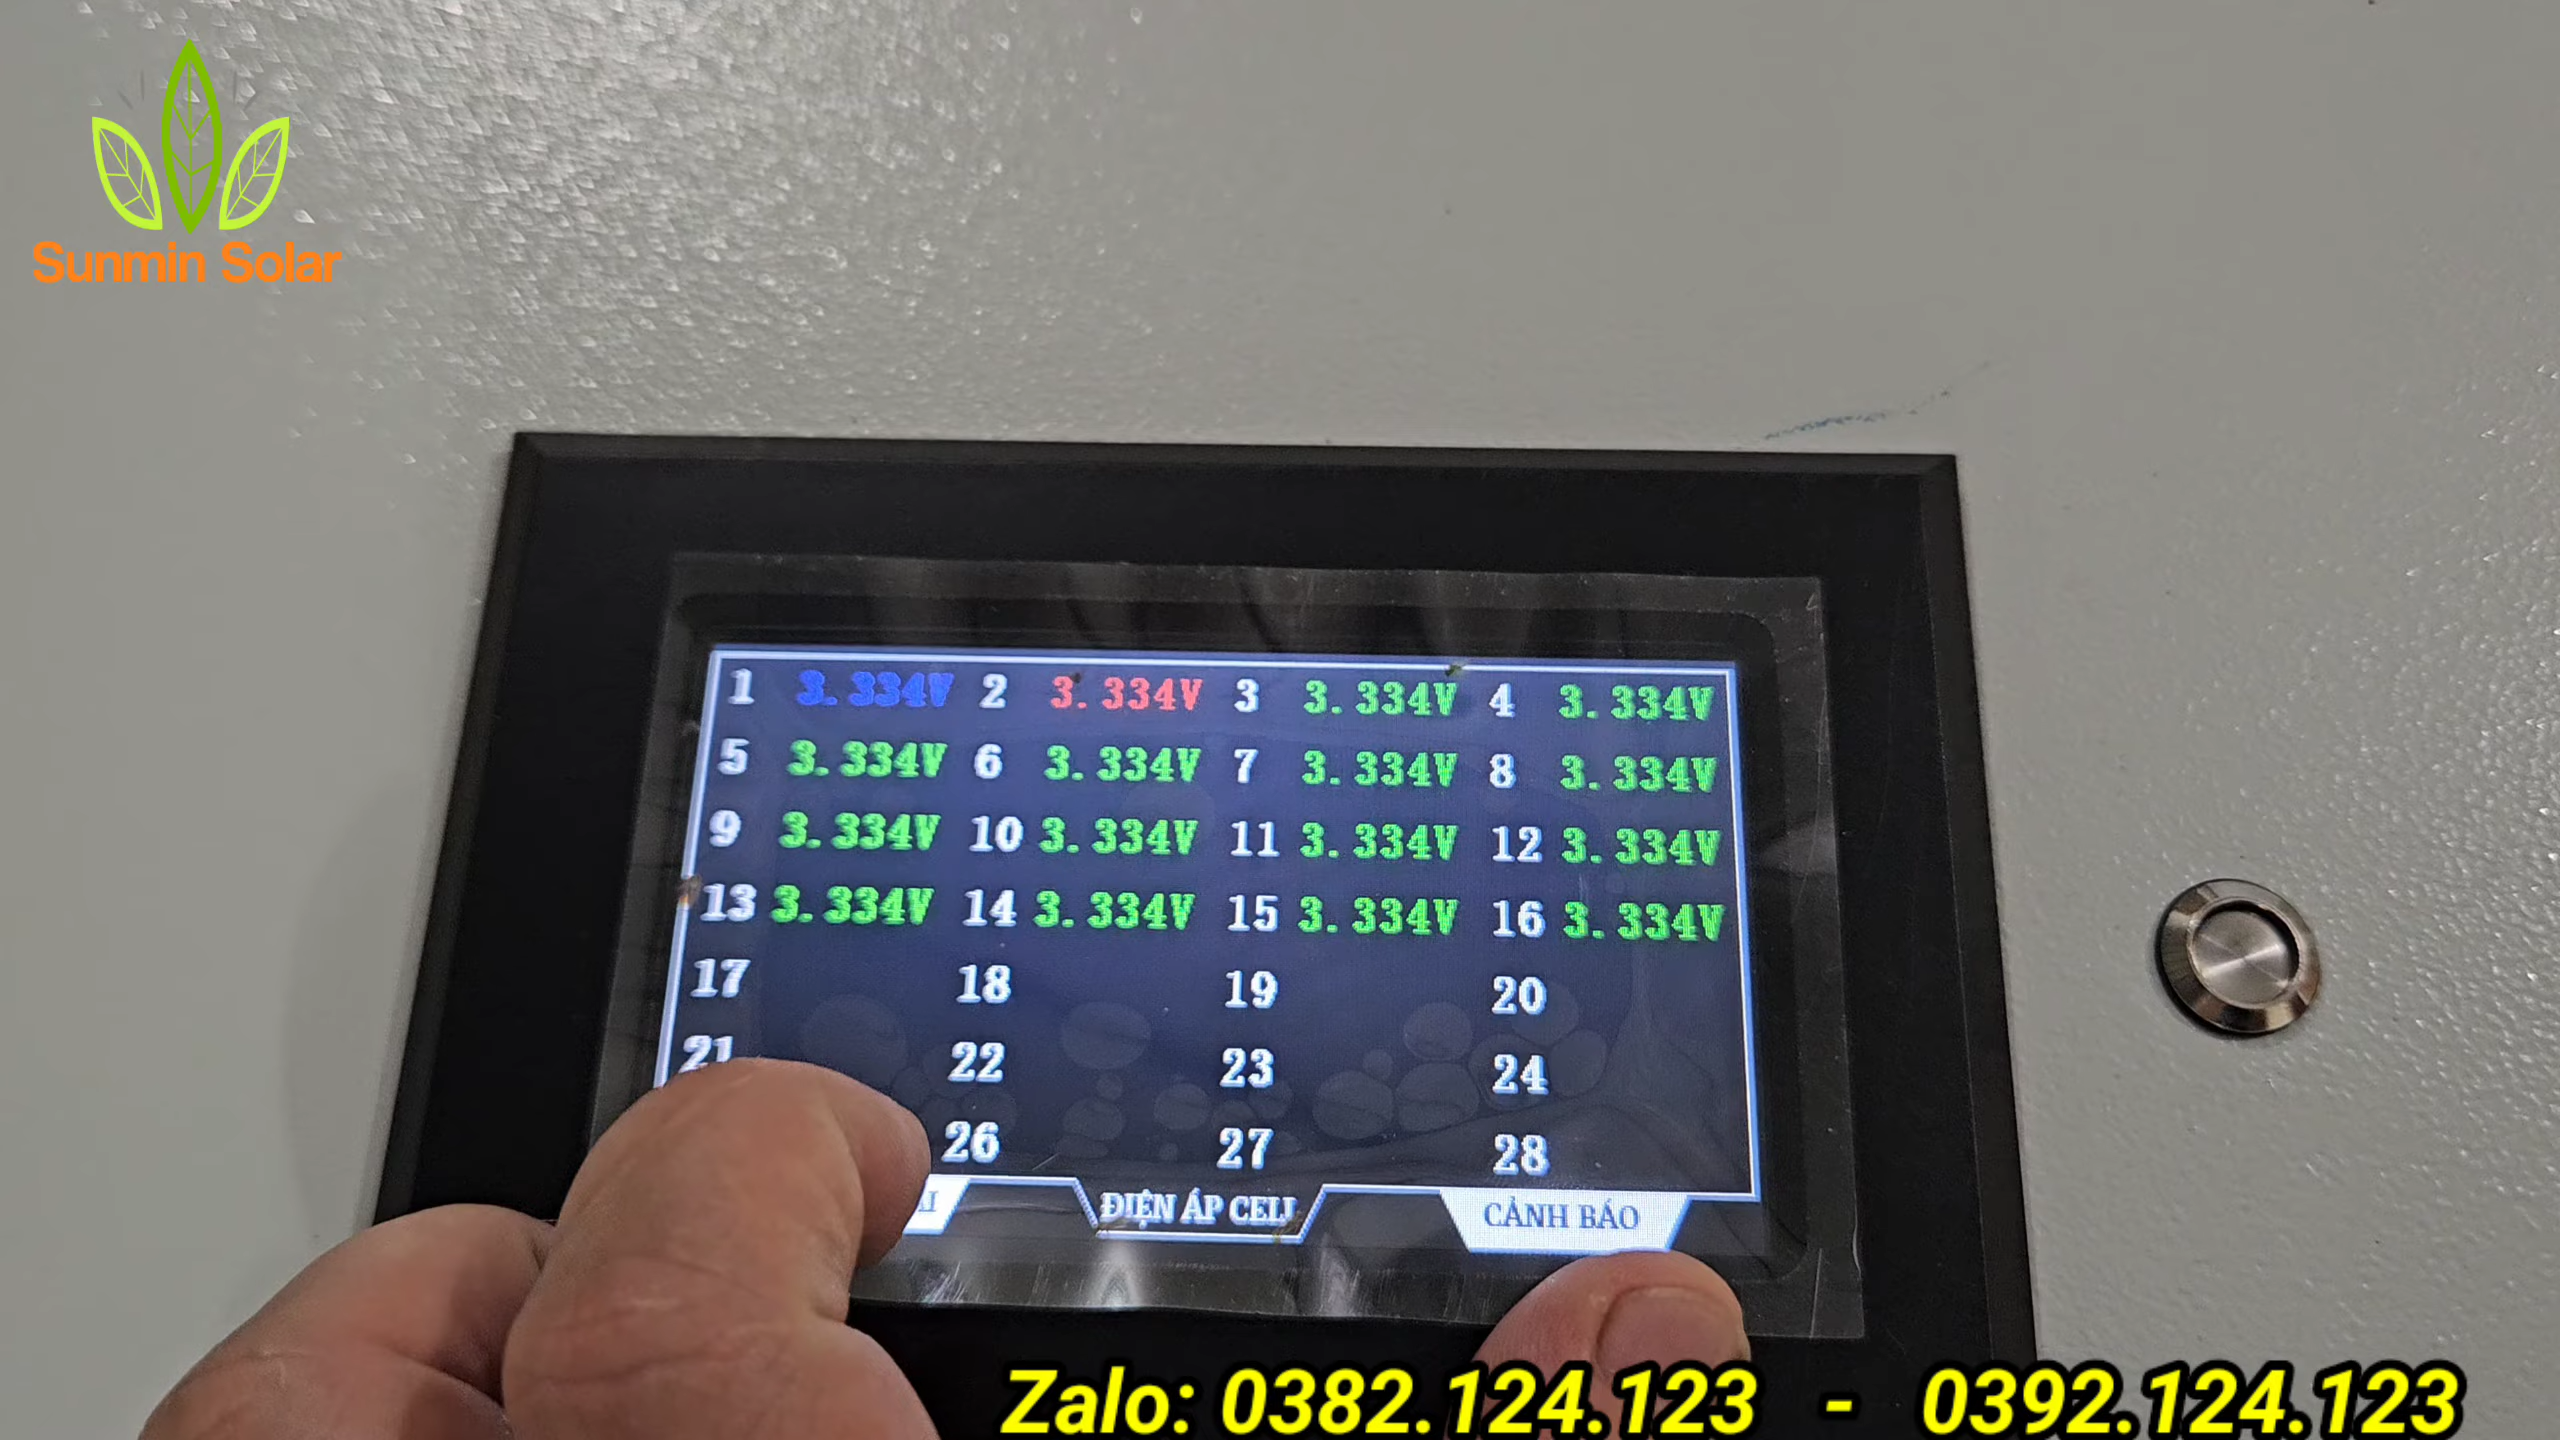 Sunmin Solar
1 3.334V 2 3.334V 3 3.334V 4 3.334V
5 3.334V 6 3.334V 7 3.334V 8 3.334V
9 3.334V 10 3.334V 11 3.334V 12 3.334V
13 3.334V 14 3.334V 15 3.334V 16 3.334V
17 18 19 20
21 22 23 24
26 27 28
ĐIỆN ÁP CELL CẢNH BÁO
Zalo: 0382.124.123 - 0392.124.123